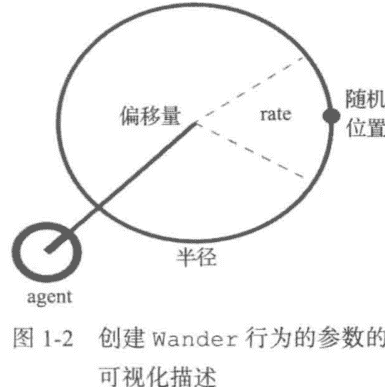 偏移量
rate
随机
位置
半径
agent
图 1-2 创建 Wander 行为的参数的
可视化描述